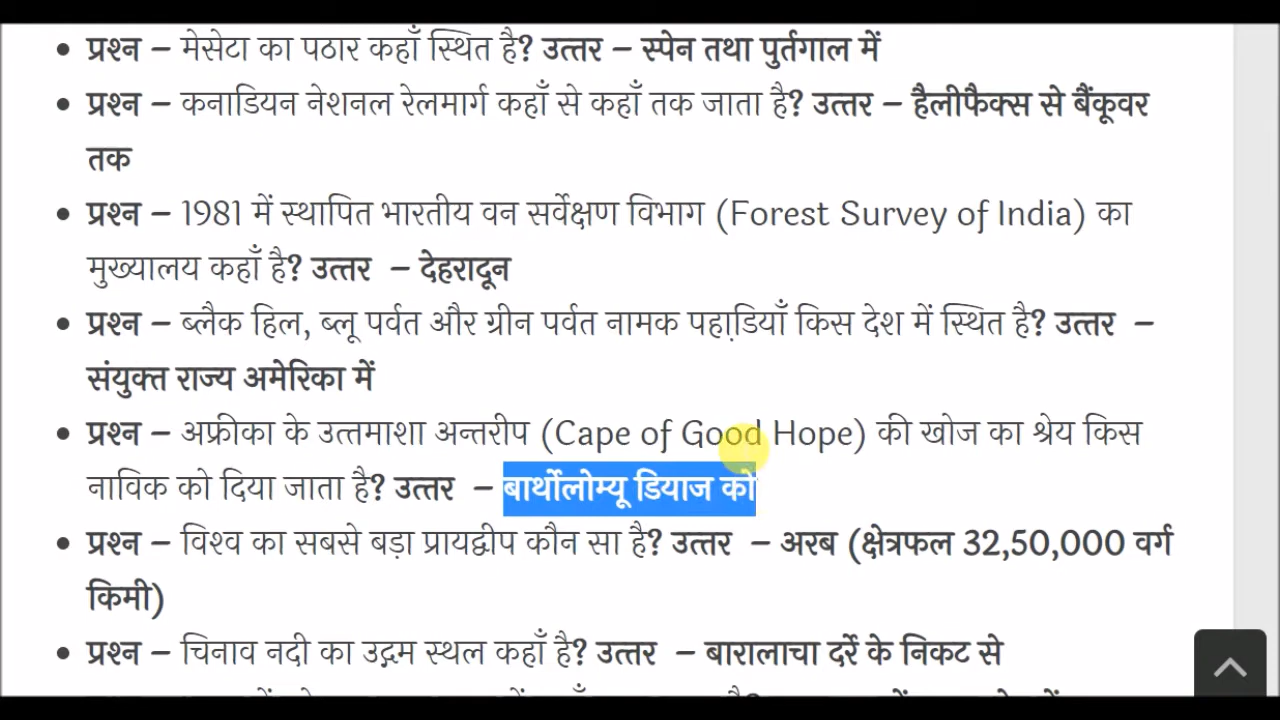 • प्रश्न – मेसेटा का पठार कहाँ स्थित है? उत्तर – स्पेन तथा पुर्तगाल में
• प्रश्न – कनाडियन नेशनल रेलमार्ग कहाँ से कहाँ तक जाता है? उत्तर – हैलीफैक्स से बैंकूवर
तक
• प्रश्न – 1981 में स्थापित भारतीय वन सर्वेक्षण विभाग (Forest Survey of India) का
मुख्यालय कहाँ है? उत्तर – देहरादून
• प्रश्न – ब्लैक हिल, ब्लू पर्वत और ग्रीन पर्वत नामक पहाडि़याँ किस देश में स्थित है? उत्तर –
संयुक्त राज्य अमेरिका में
• प्रश्न – अफ्रीका के उत्तमाशा अन्तरीप (Cape of Good Hope) की खोज का श्रेय किस
नाविक को दिया जाता है? उत्तर – बार्थोलोम्यू डियाज को
• प्रश्न – विश्व का सबसे बड़ा प्रायद्वीप कौन सा है? उत्तर – अरब (क्षेत्रफल 32,50,000 वर्ग
किमी)
• प्रश्न – चिनाव नदी का उद्गम स्थल कहाँ है? उत्तर – बारालाचा दर्रे के निकट से